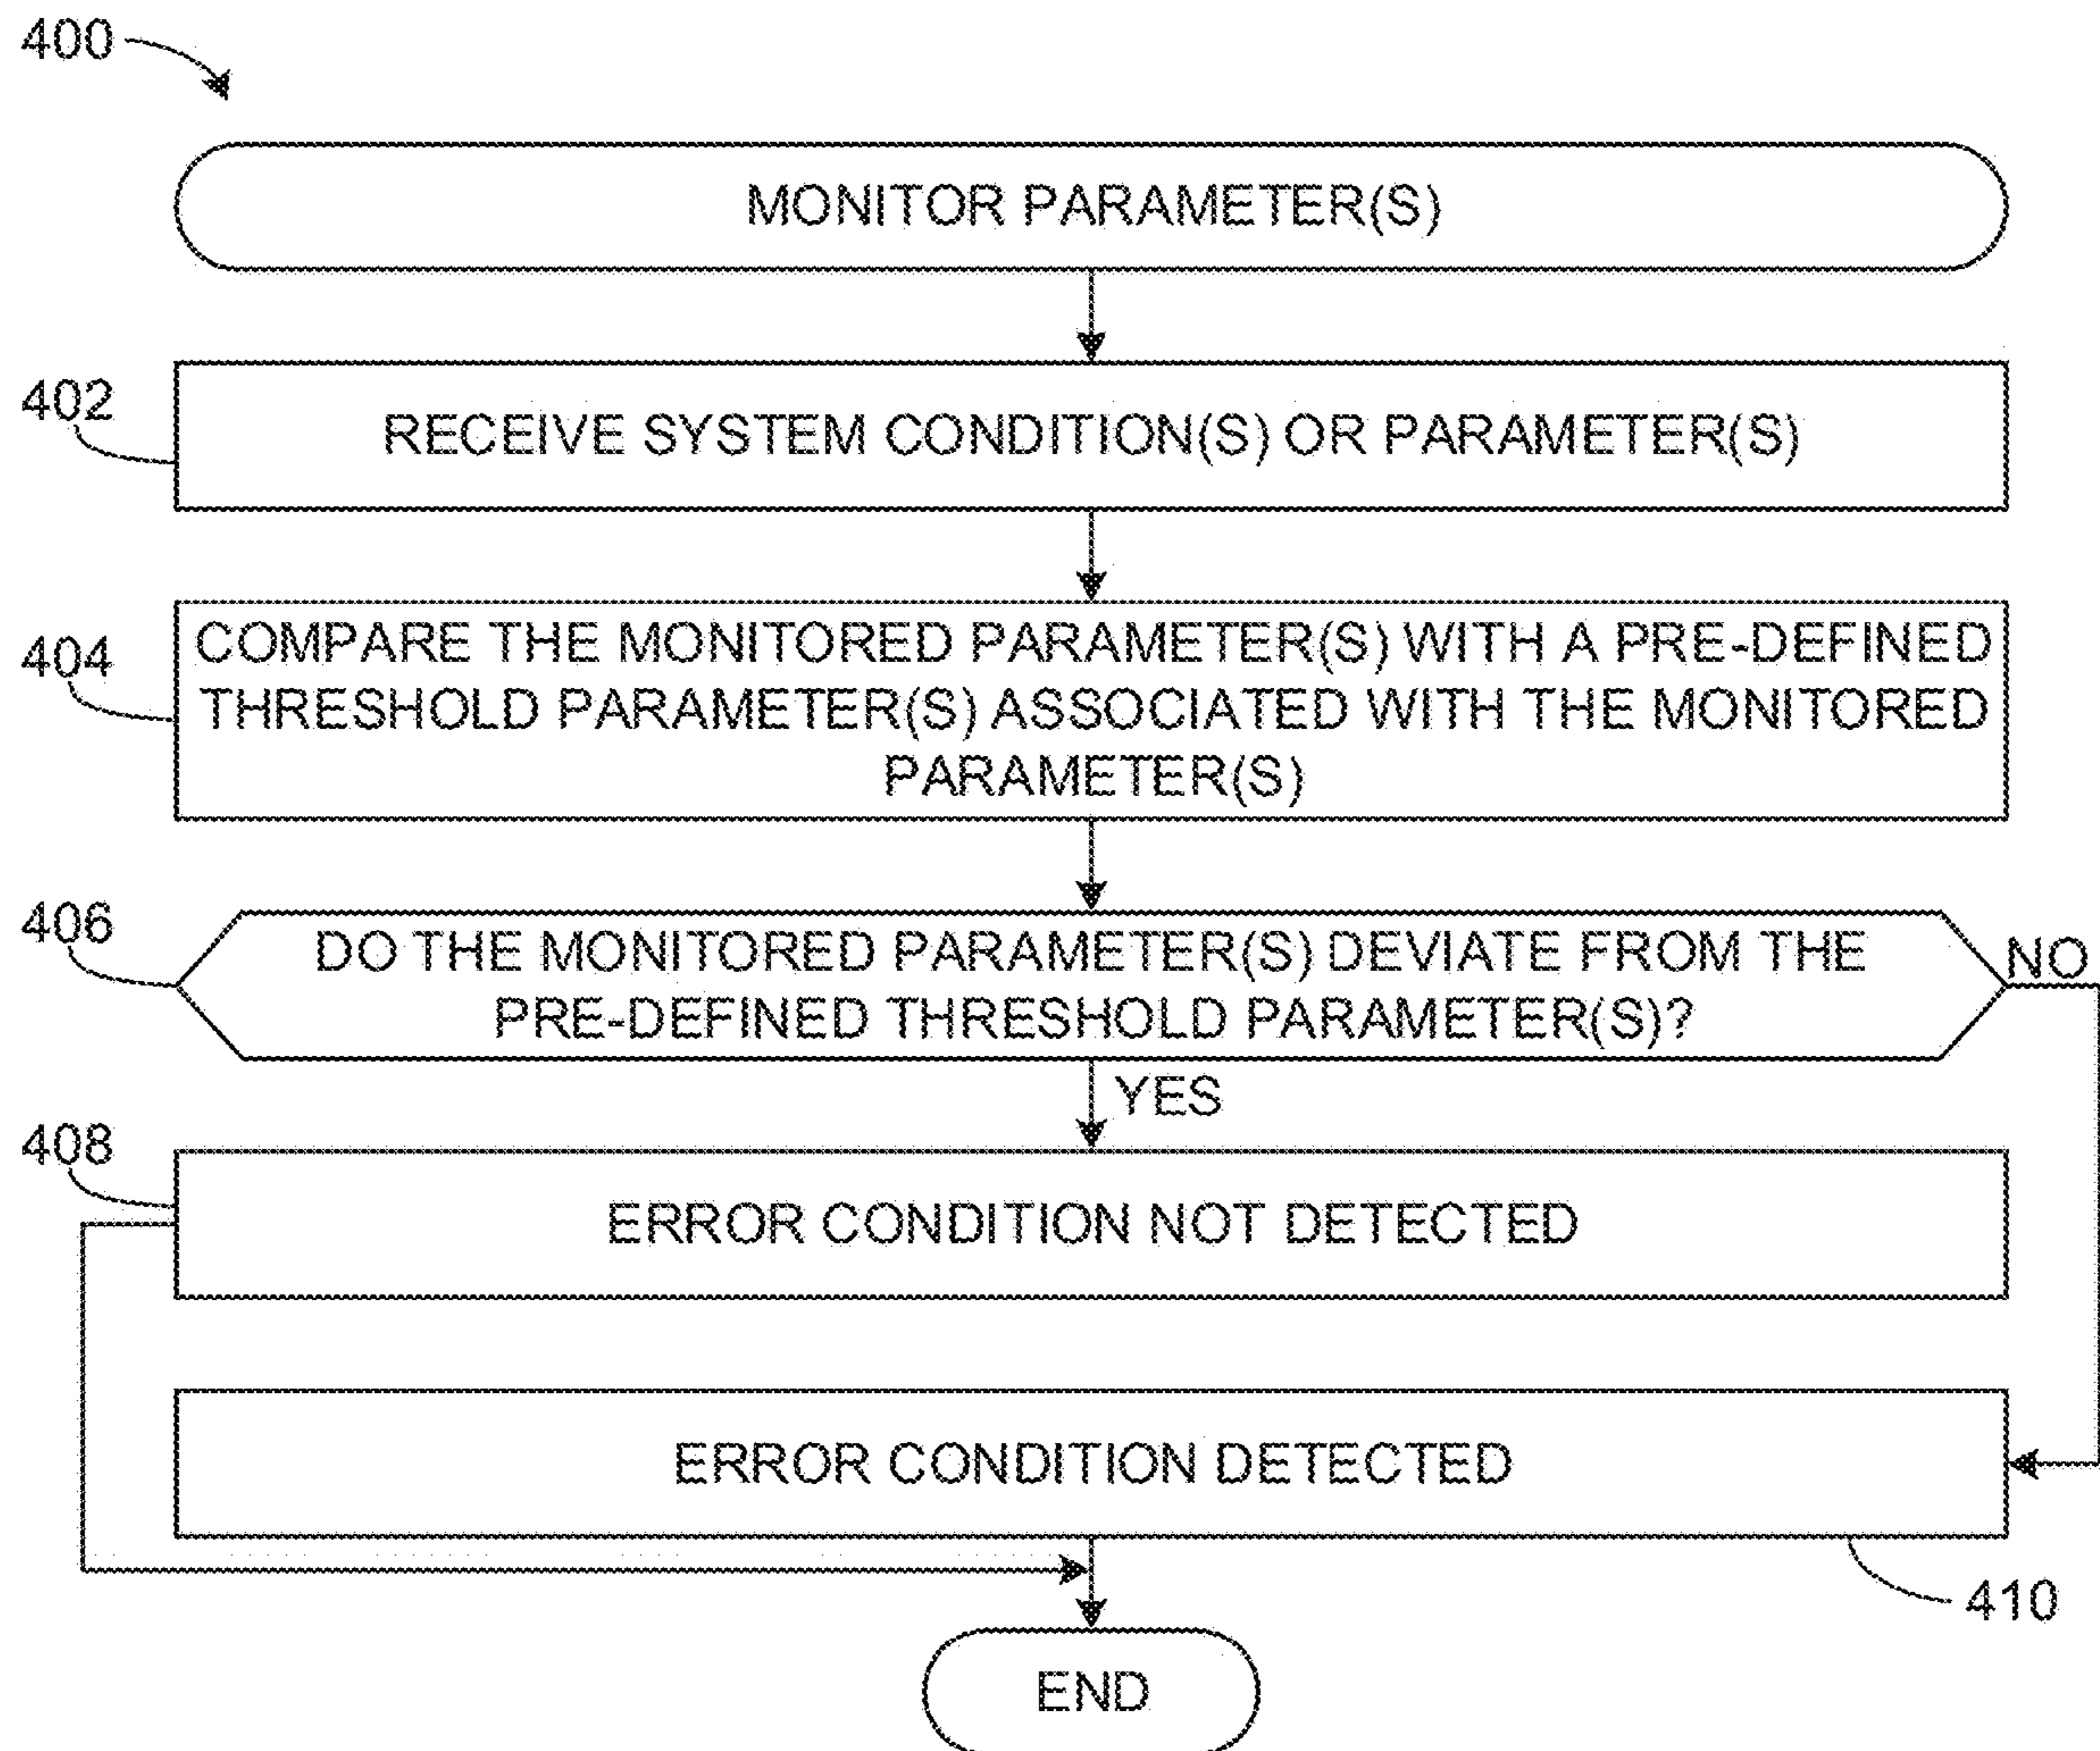 400
MONITOR PARAMETER(S)
402
RECEIVE SYSTEM CONDITION(S) OR PARAMETER(S)
404
COMPARE THE MONITORED PARAMETER(S) WITH A PRE-DEFINED
THRESHOLD PARAMETER(S) ASSOCIATED WITH THE MONITORED
PARAMETER(S)
406
DO THE MONITORED PARAMETER(S) DEVIATE FROM THE
PRE-DEFINED THRESHOLD PARAMETER(S)?
NO
YES
408
ERROR CONDITION NOT DETECTED
ERROR CONDITION DETECTED
410
END